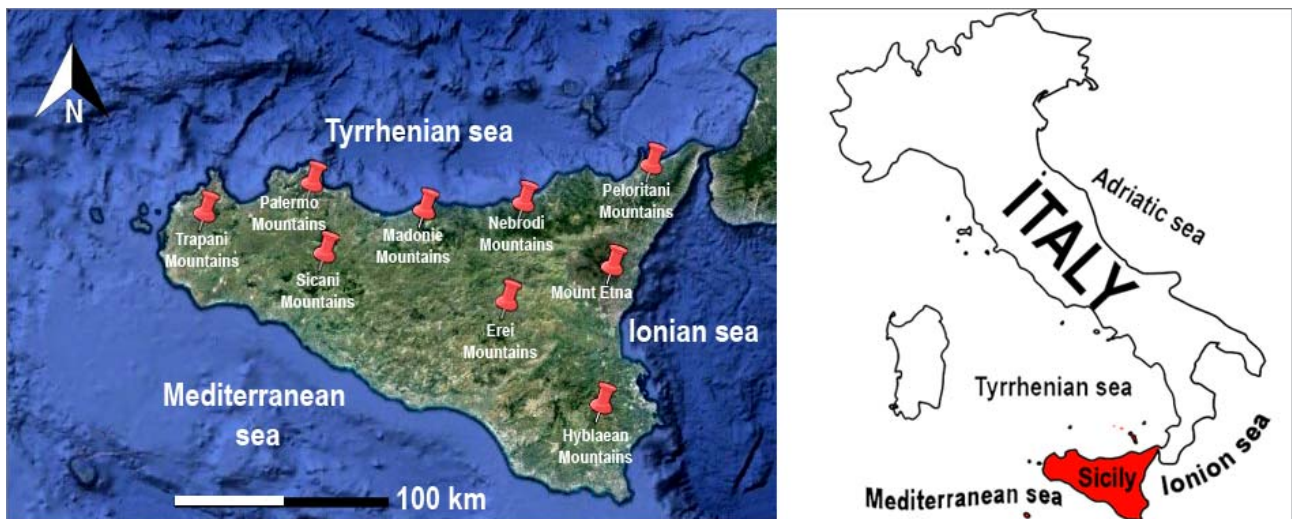 N
Tyrrhenian sea
Peloritani
Mountains
Palermo
Mountains
Nebrodi
Mountains
Madonie
Mountains
Trapani
Mountains
Sicani
Mountains
Mount Etna
Erei
Mountains
Ionian sea
Mediterranean
sea
Hyblaean
Mountains
100 km
ITALY
Adriatic sea
Tyrrhenian sea
Sicily
Ionion sea
Mediterranean sea